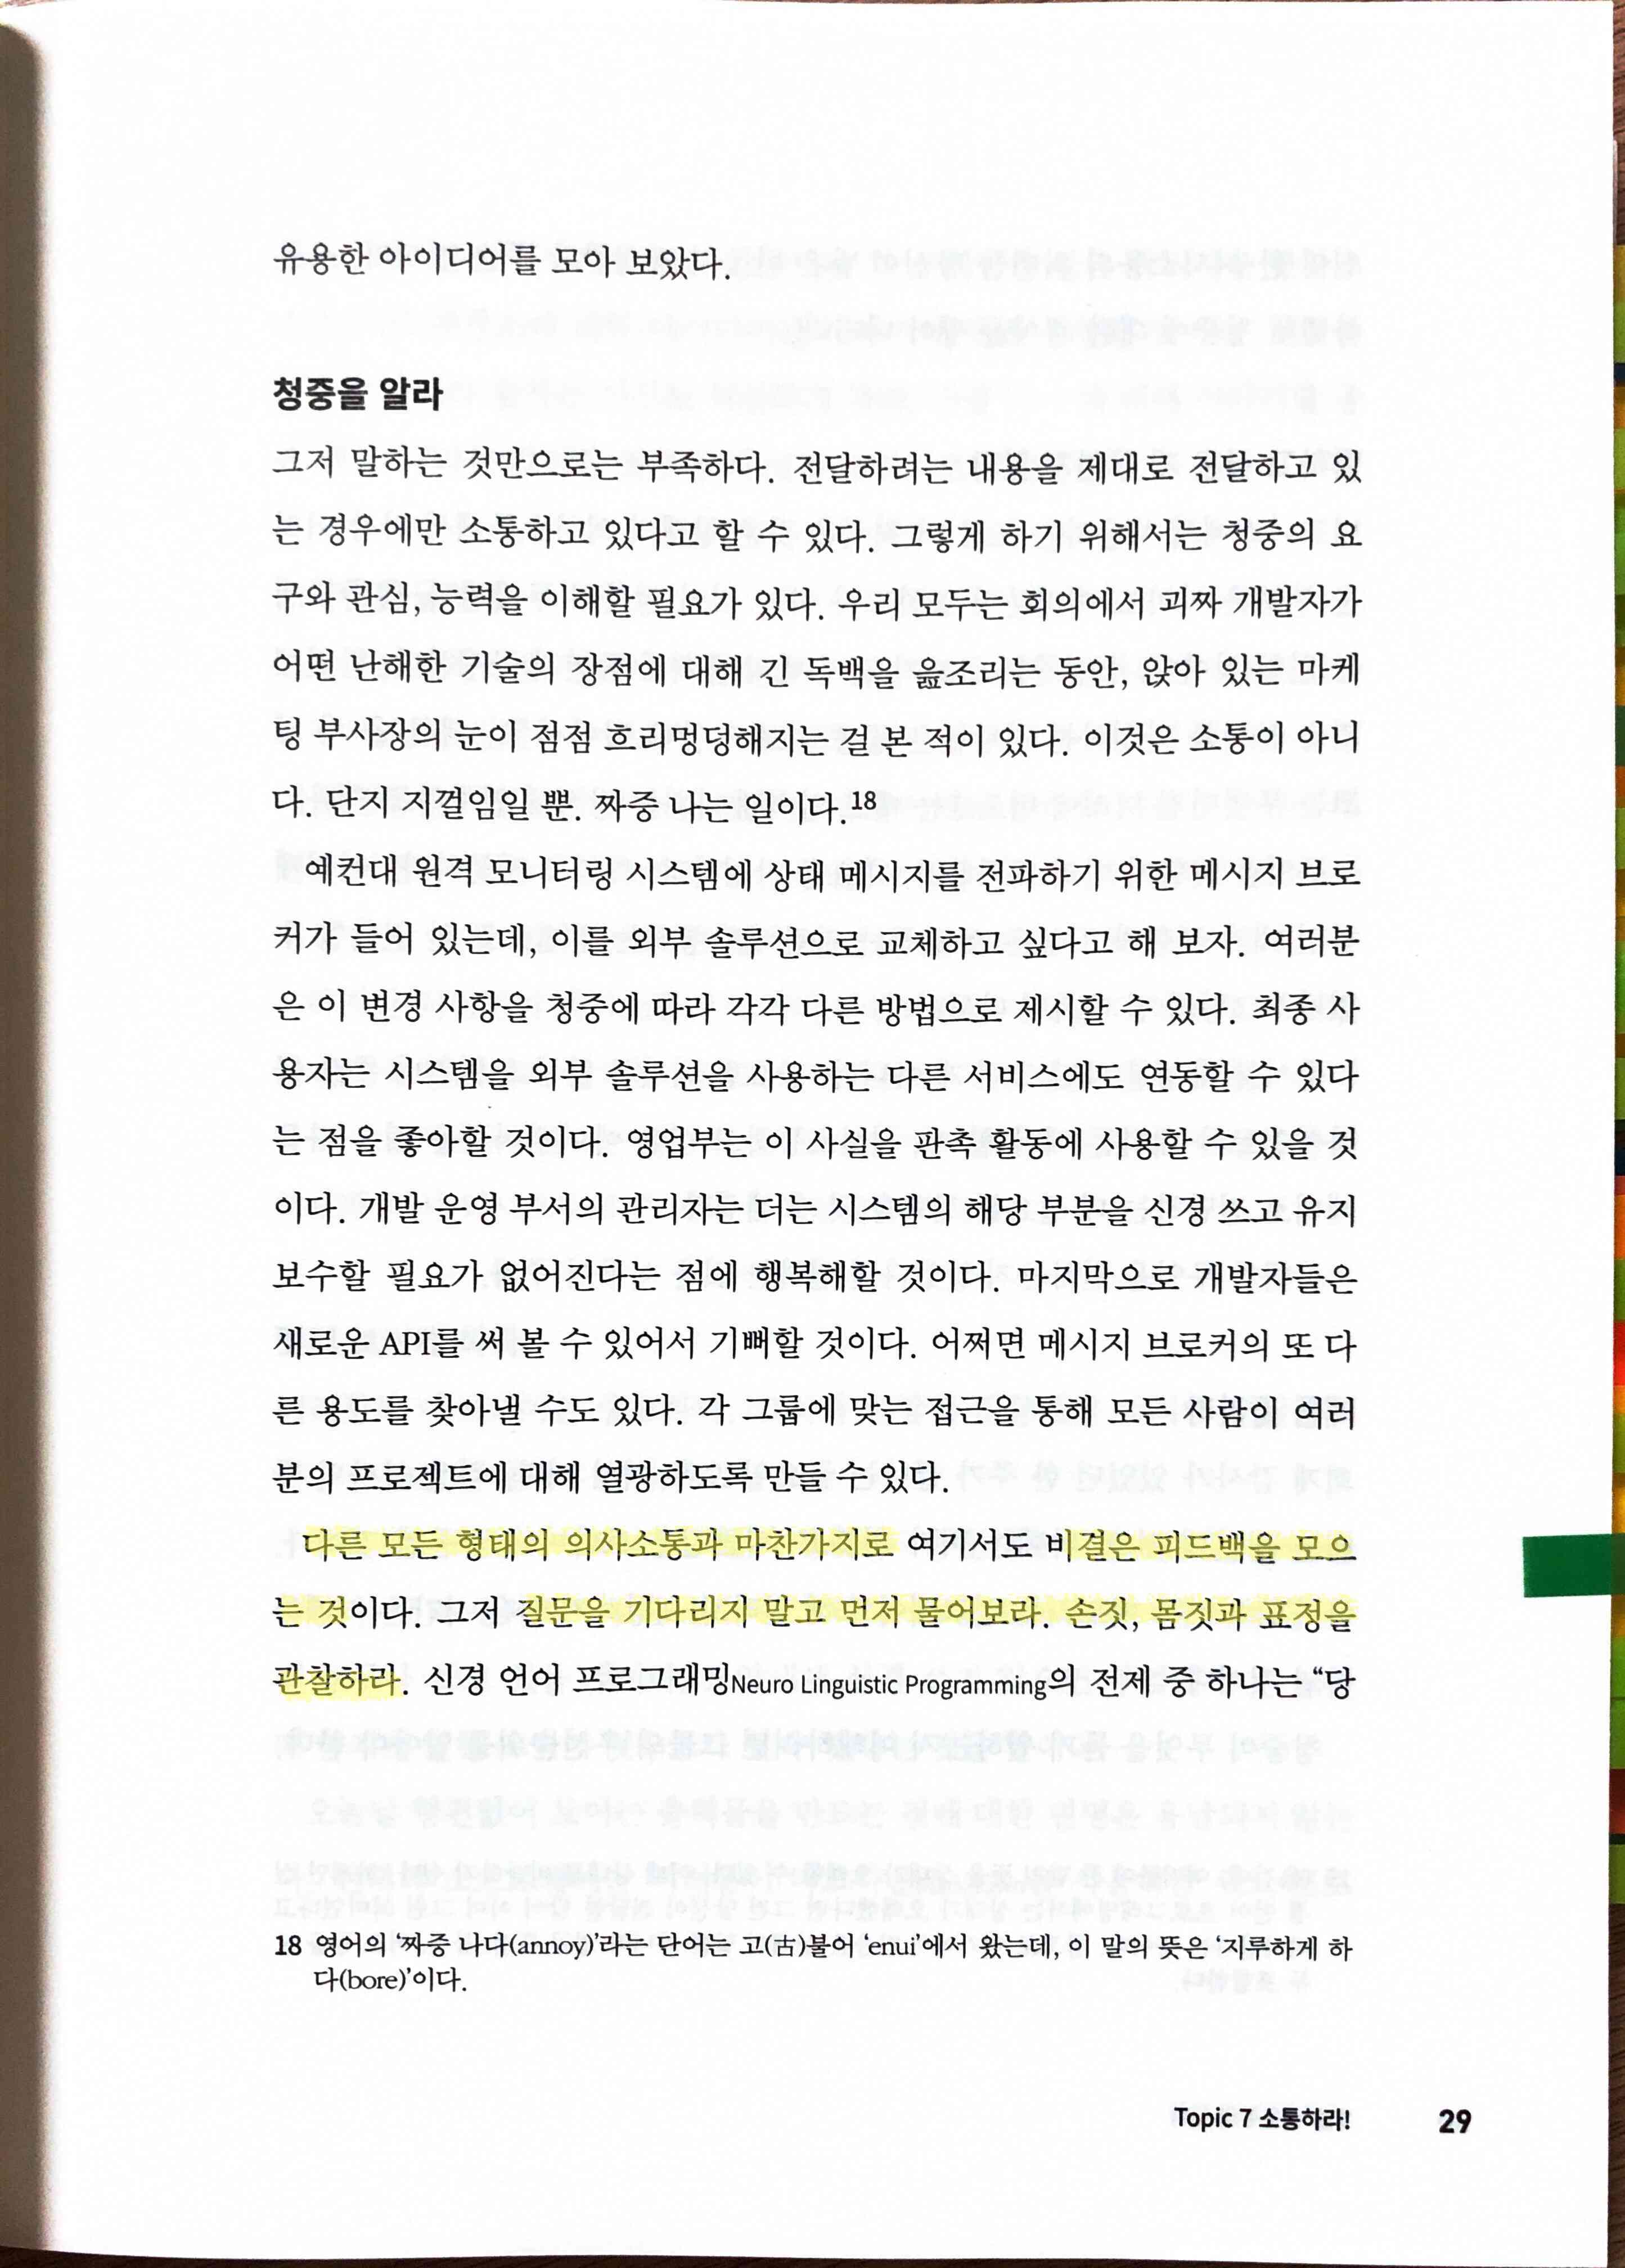 유용한 아이디어를 모아 보았다.
청중을 알라
그저 말하는 것만으로는 부족하다. 전달하려는 내용을 제대로 전달하고 있
는 경우에만 소통하고 있다고 할 수 있다. 그렇게 하기 위해서는 청중의 요
구와 관심, 능력을 이해할 필요가 있다. 우리 모두는 회의에서 괴짜 개발자가
어떤 난해한 기술의 장점에 대해 긴 독백을 읊조리는 동안, 앉아 있는 마케
팅 부사장의 눈이 점점 흐리멍덩해지는 걸 본 적이 있다. 이것은 소통이 아니
다. 단지 지껄임일 뿐. 짜증 나는 일이다.18
예컨대 원격 모니터링 시스템에 상태 메시지를 전파하기 위한 메시지 브로
커가 들어 있는데, 이를 외부 솔루션으로 교체하고 싶다고 해 보자. 여러분
은 이 변경 사항을 청중에 따라 각각 다른 방법으로 제시할 수 있다. 최종 사
용자는 시스템을 외부 솔루션을 사용하는 다른 서비스에도 연동할 수 있다
는 점을 좋아할 것이다. 영업부는 이 사실을 판촉 활동에 사용할 수 있을 것
이다. 개발 운영 부서의 관리자는 더는 시스템의 해당 부분을 신경 쓰고 유지
보수할 필요가 없어진다는 점에 행복해할 것이다. 마지막으로 개발자들은
새로운 API를 써 볼 수 있어서 기뻐할 것이다. 어쩌면 메시지 브로커의 또 다
른 용도를 찾아낼 수도 있다. 각 그룹에 맞는 접근을 통해 모든 사람이 여러
분의 프로젝트에 대해 열광하도록 만들 수 있다.
다른 모든 형태의 의사소통과 마찬가지로 여기서도 비결은 피드백을 모으
는 것이다. 그저 질문을 기다리지 말고 먼저 물어보라. 손짓, 몸짓과 표정을
관찰하라. 신경 언어 프로그래밍Neuro Linguistic Programming의 전제 중 하나는 “당
18 영어의 ‘짜증 나다(annoy)’라는 단어는 고(古)불어 ‘enui’에서 왔는데, 이 말의 뜻은 ‘지루하게 하
다(bore)’이다.
Topic 7 소통하라! 29